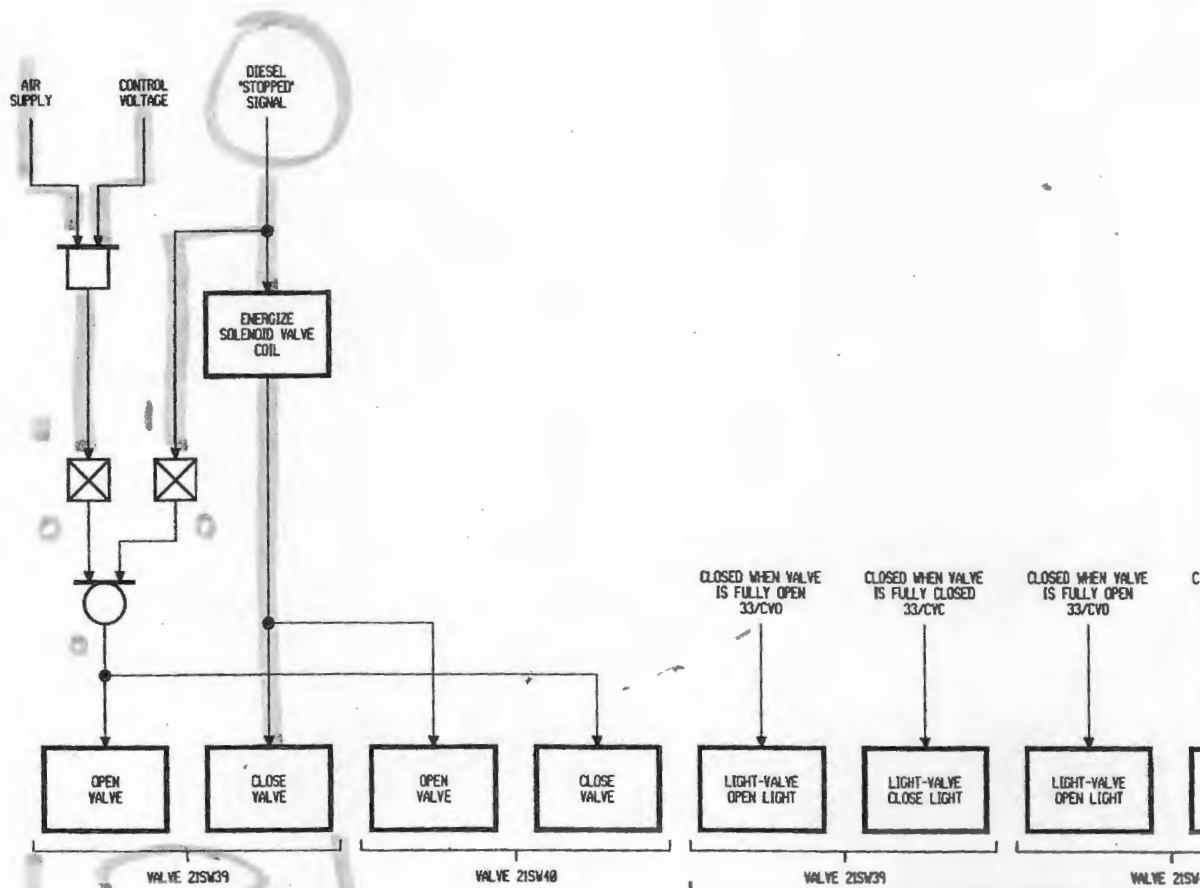 AIR
SUPPLY
CONTROL
VOLTAGE
DIESEL
"STOPPED"
SIGNAL
ENERGIZE
SOLENOID VALVE
COIL
CLOSED WHEN VALVE
IS FULLY OPEN
33/CVO
CLOSED WHEN VALVE
IS FULLY CLOSED
33/CVC
CLOSED WHEN VALVE
IS FULLY OPEN
33/CVO
C
OPEN
VALVE
CLOSE
VALVE
OPEN
VALVE
CLOSE
VALVE
LIGHT-VALVE
OPEN LIGHT
LIGHT-VALVE
CLOSE LIGHT
LIGHT-VALVE
OPEN LIGHT
VALVE 21SW39
VALVE 21SW40
VALVE 21SW39
VALVE 21SW